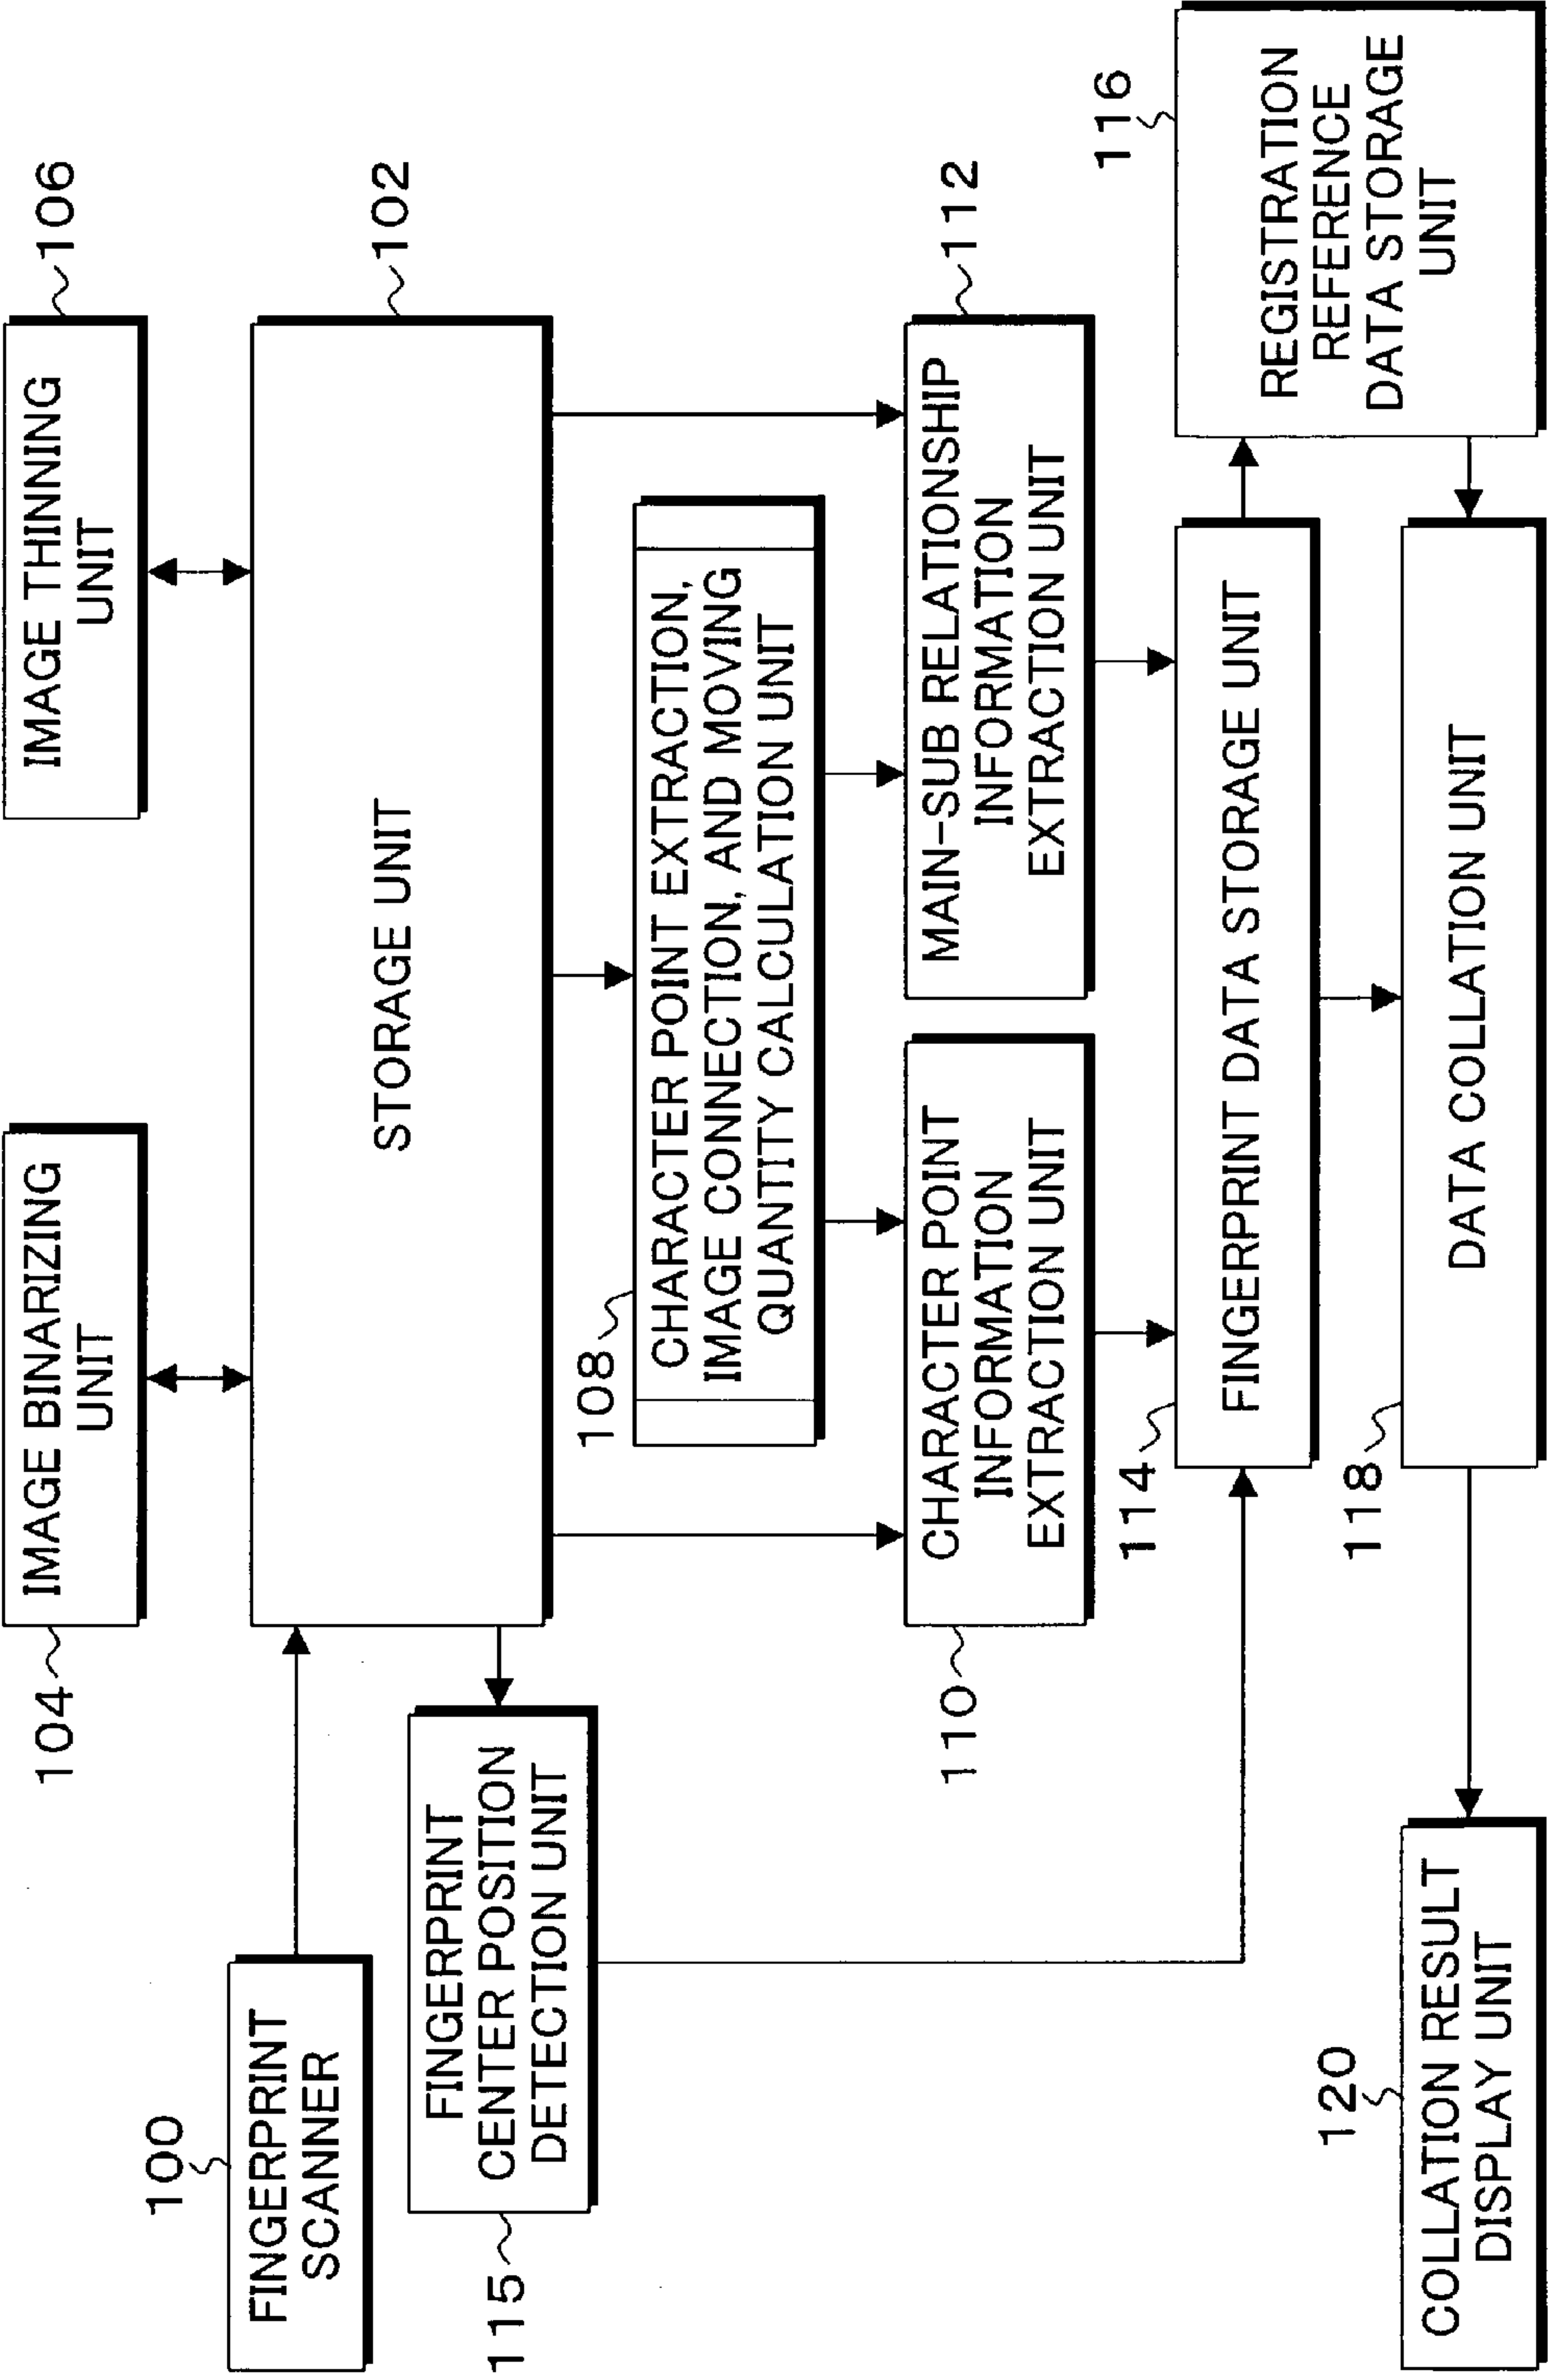 104
IMAGE BINARIZING
UNIT
IMAGE THINNING
UNIT
106
100
FINGERPRINT
SCANNER
STORAGE UNIT
102
115
FINGERPRINT
CENTER POSITION
DETECTION UNIT
108
CHARACTER POINT EXTRACTION,
IMAGE CONNECTION, AND MOVING
QUANTITY CALCULATION UNIT
110
CHARACTER POINT
INFORMATION
EXTRACTION UNIT
MAIN-SUB RELATIONSHIP
INFORMATION
EXTRACTION UNIT
112
114
FINGERPRINT DATA STORAGE UNIT
116
REGISTRATION
REFERENCE
DATA STORAGE
UNIT
120
COLLATION RESULT
DISPLAY UNIT
118
DATA COLLATION UNIT